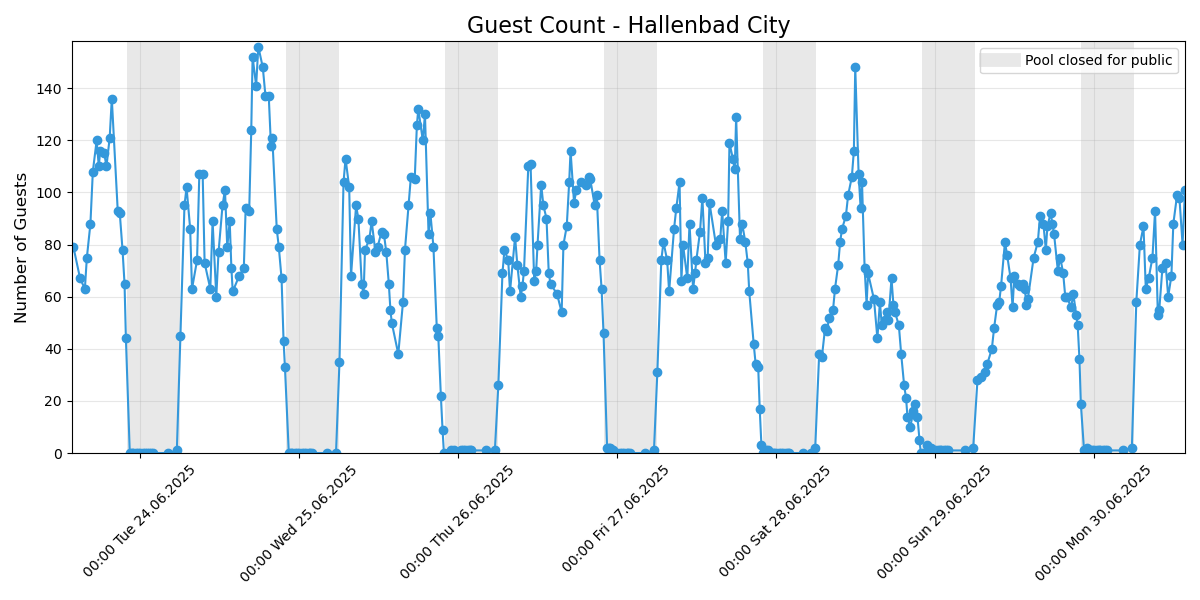 Guest Count - Hallenbad City
Pool closed for public
Number of Guests
140
120
100
80
60
40
20
0
00:00 Tue 24.06.2025
00:00 Wed 25.06.2025
00:00 Thu 26.06.2025
00:00 Fri 27.06.2025
00:00 Sat 28.06.2025
00:00 Sun 29.06.2025
00:00 Mon 30.06.2025